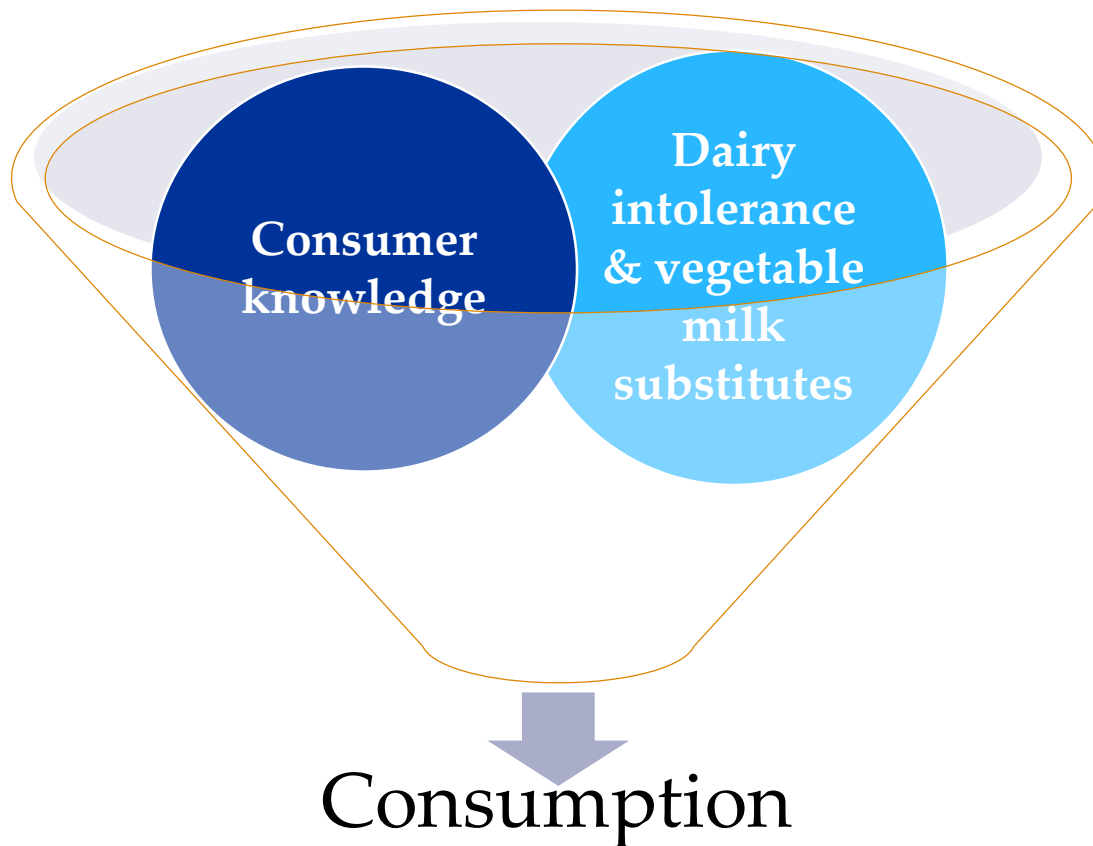 Consumer
knowledge
Dairy
intolerance
& vegetable
milk
substitutes
Consumption